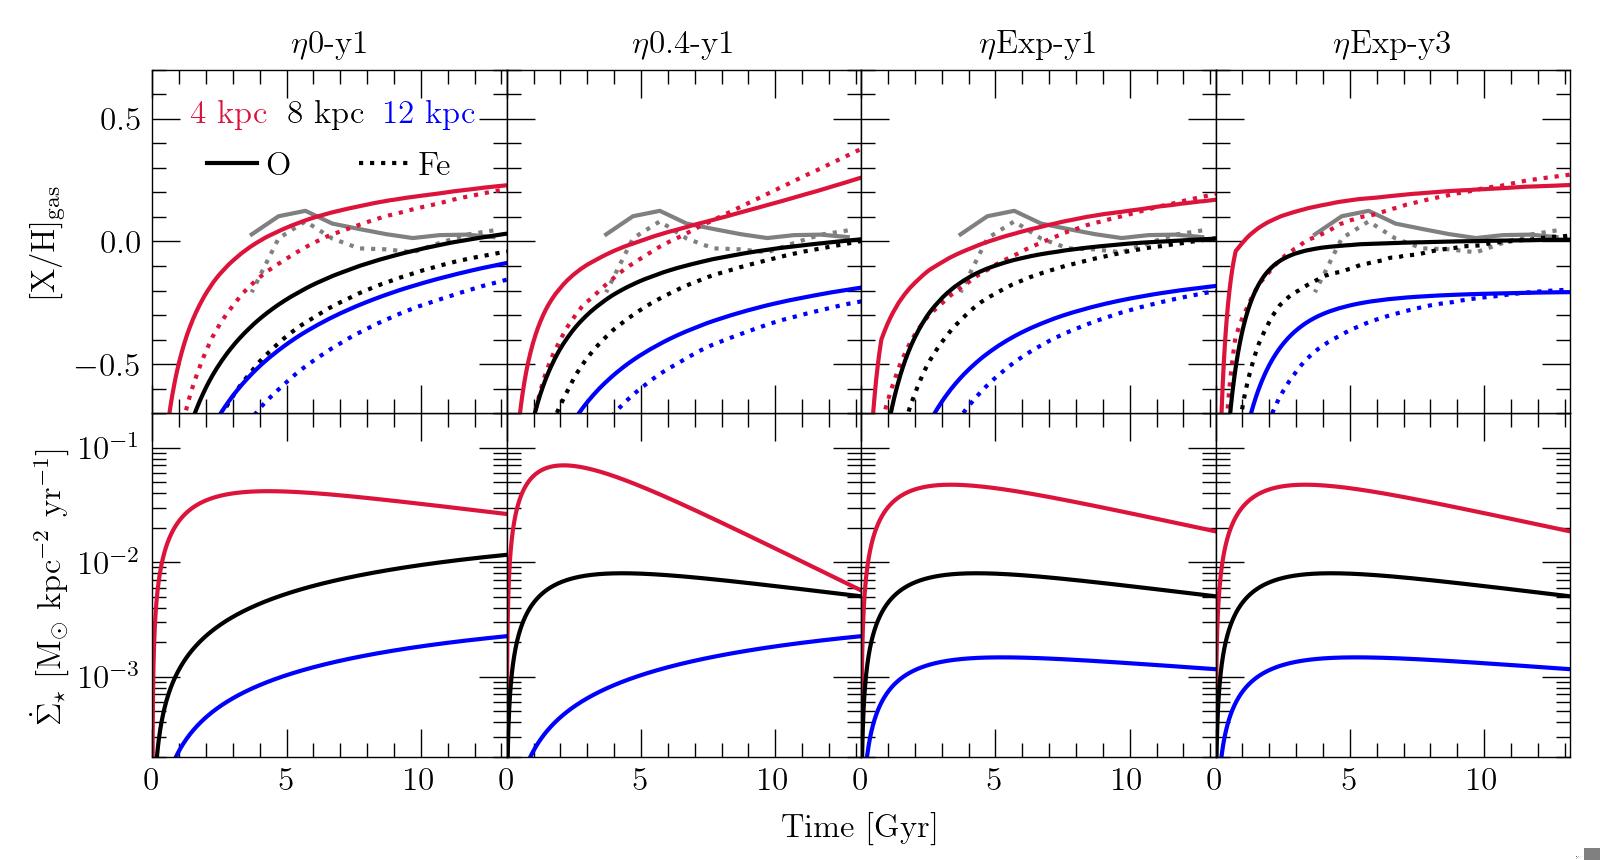 η0-y1 η0.4-y1 ηExp-y1 ηExp-y3
4 kpc 8 kpc 12 kpc
O Fe
0.5
0.0
−0.5
[X/H]gas
10⁻¹
10⁻²
10⁻³
Σ̇⋆ [M⊙ kpc⁻² yr⁻¹]
0 5 10 0 5 10 0 5 10 0 5 10
Time [Gyr]